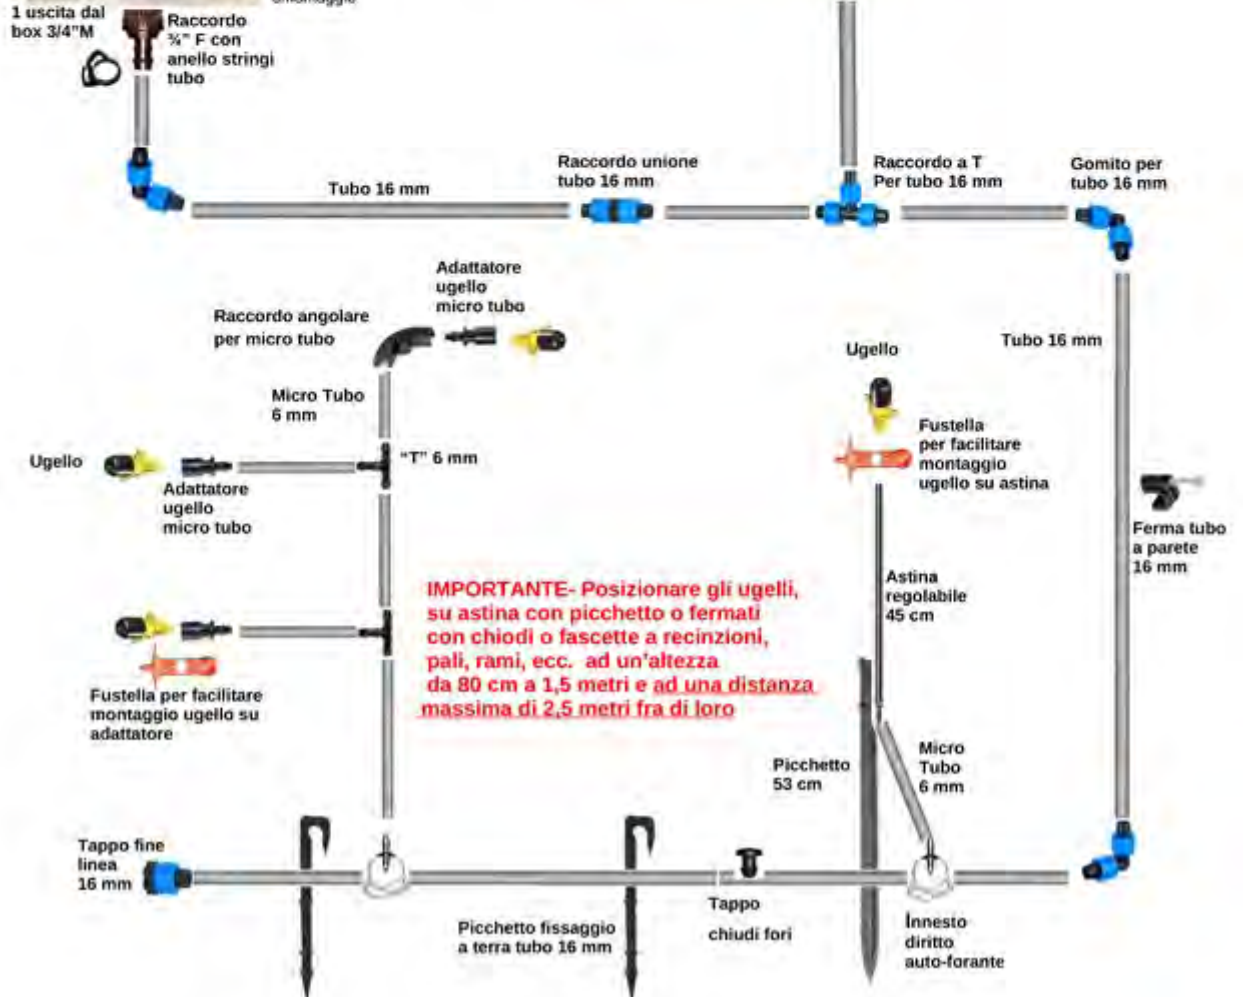 1 uscita dal
box 3/4"M
Raccordo
¾" F con
anello stringi
tubo
Tubo 16 mm
Raccordo unione
tubo 16 mm
Raccordo a T
Per tubo 16 mm
Gomito per
tubo 16 mm
Adattatore
ugello
micro tubo
Raccordo angolare
per micro tubo
Micro Tubo
6 mm
Ugello
Tubo 16 mm
Fustella
per facilitare
montaggio
ugello su astina
Ugello
"T" 6 mm
Adattatore
ugello
micro tubo
Ferma tubo
a parete
16 mm
Astina
regolabile
45 cm
IMPORTANTE- Posizionare gli ugelli,
su astina con picchetto o fermati
con chiodi o fascette a recinzioni,
pali, rami, ecc. ad un'altezza
da 80 cm a 1,5 metri e ad una distanza
massima di 2,5 metri fra di loro
Fustella per facilitare
montaggio ugello su
adattatore
Picchetto
53 cm
Micro
Tubo
6 mm
Tappo fine
linea
16 mm
Picchetto fissaggio
a terra tubo 16 mm
Tappo
chiudi fori
Innesto
diritto
auto-forante